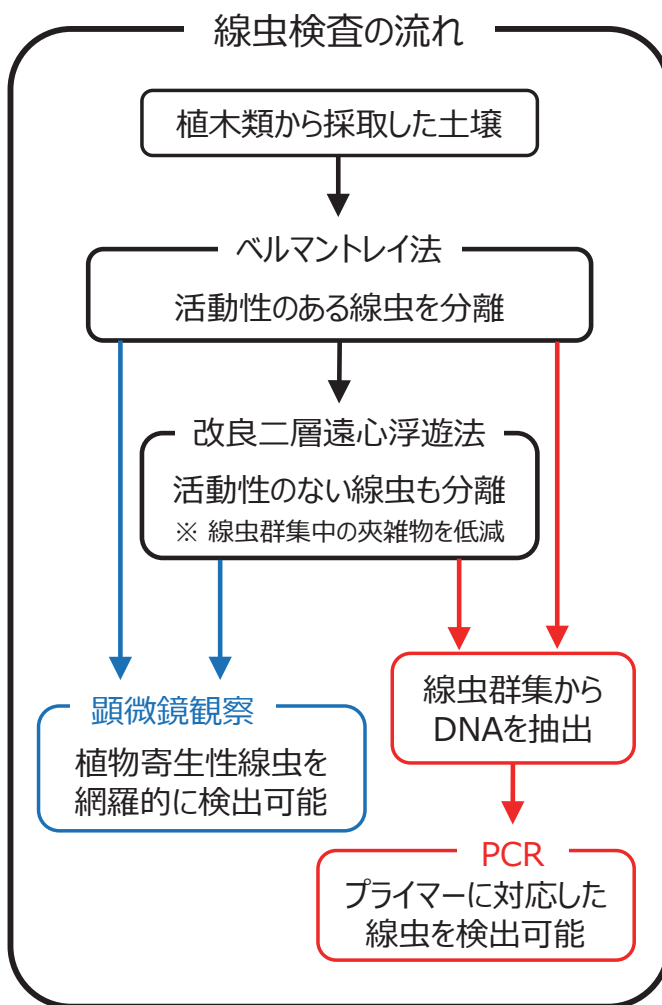 線虫検査の流れ
植木類から採取した土壌
ベルマントレイ法
活動性のある線虫を分離
改良二層遠心浮遊法
活動性のない線虫も分離
※ 線虫群集中の夾雑物を低減
線虫群集から
DNAを抽出
顕微鏡観察
植物寄生性線虫を
網羅的に検出可能
PCR
プライマーに対応した
線虫を検出可能